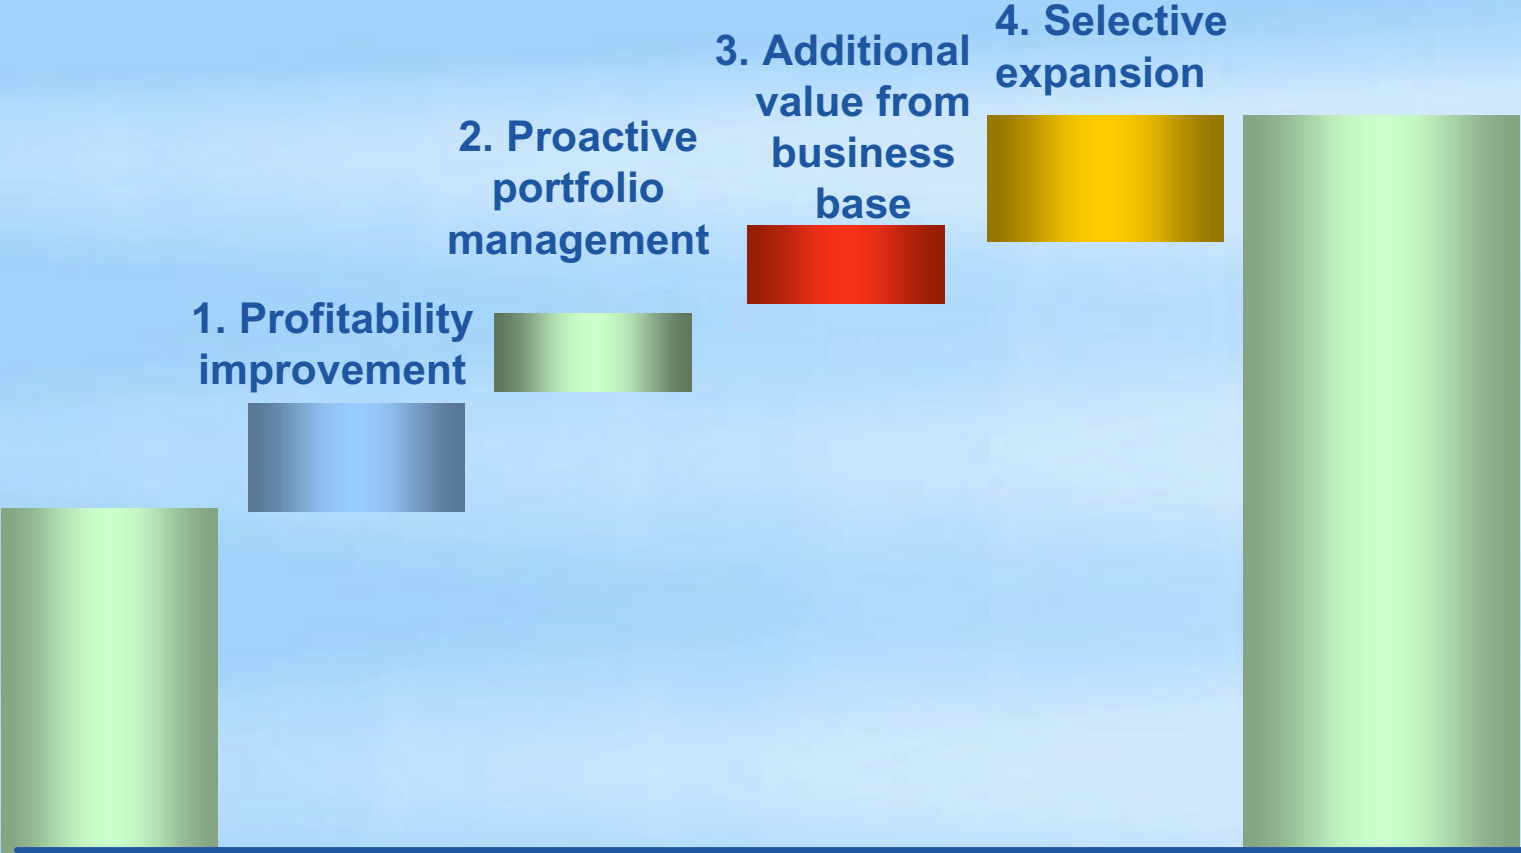 1. Profitability
improvement
2. Proactive
portfolio
management
3. Additional
value from
business
base
4. Selective
expansion